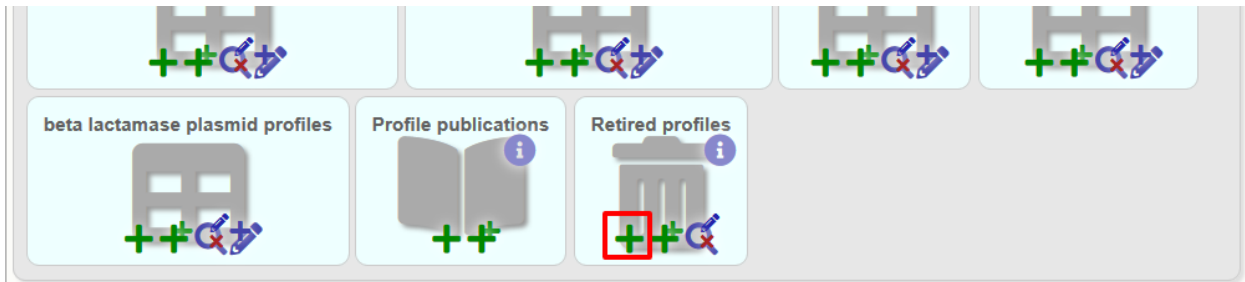 beta lactamase plasmid profiles
Profile publications
i
Retired profiles
i